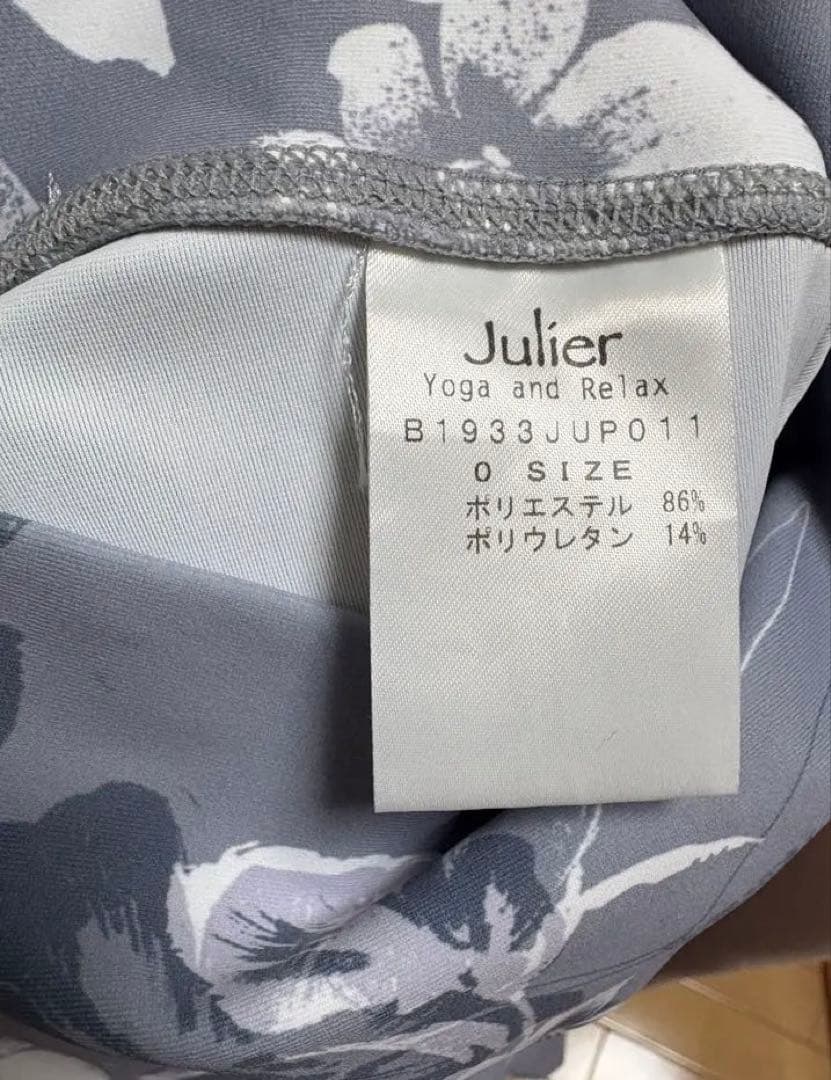 Julier
Yoga and Relax
B1933JUP011
0 SIZE
ポリエステル 86%
ポリウレタン 14%